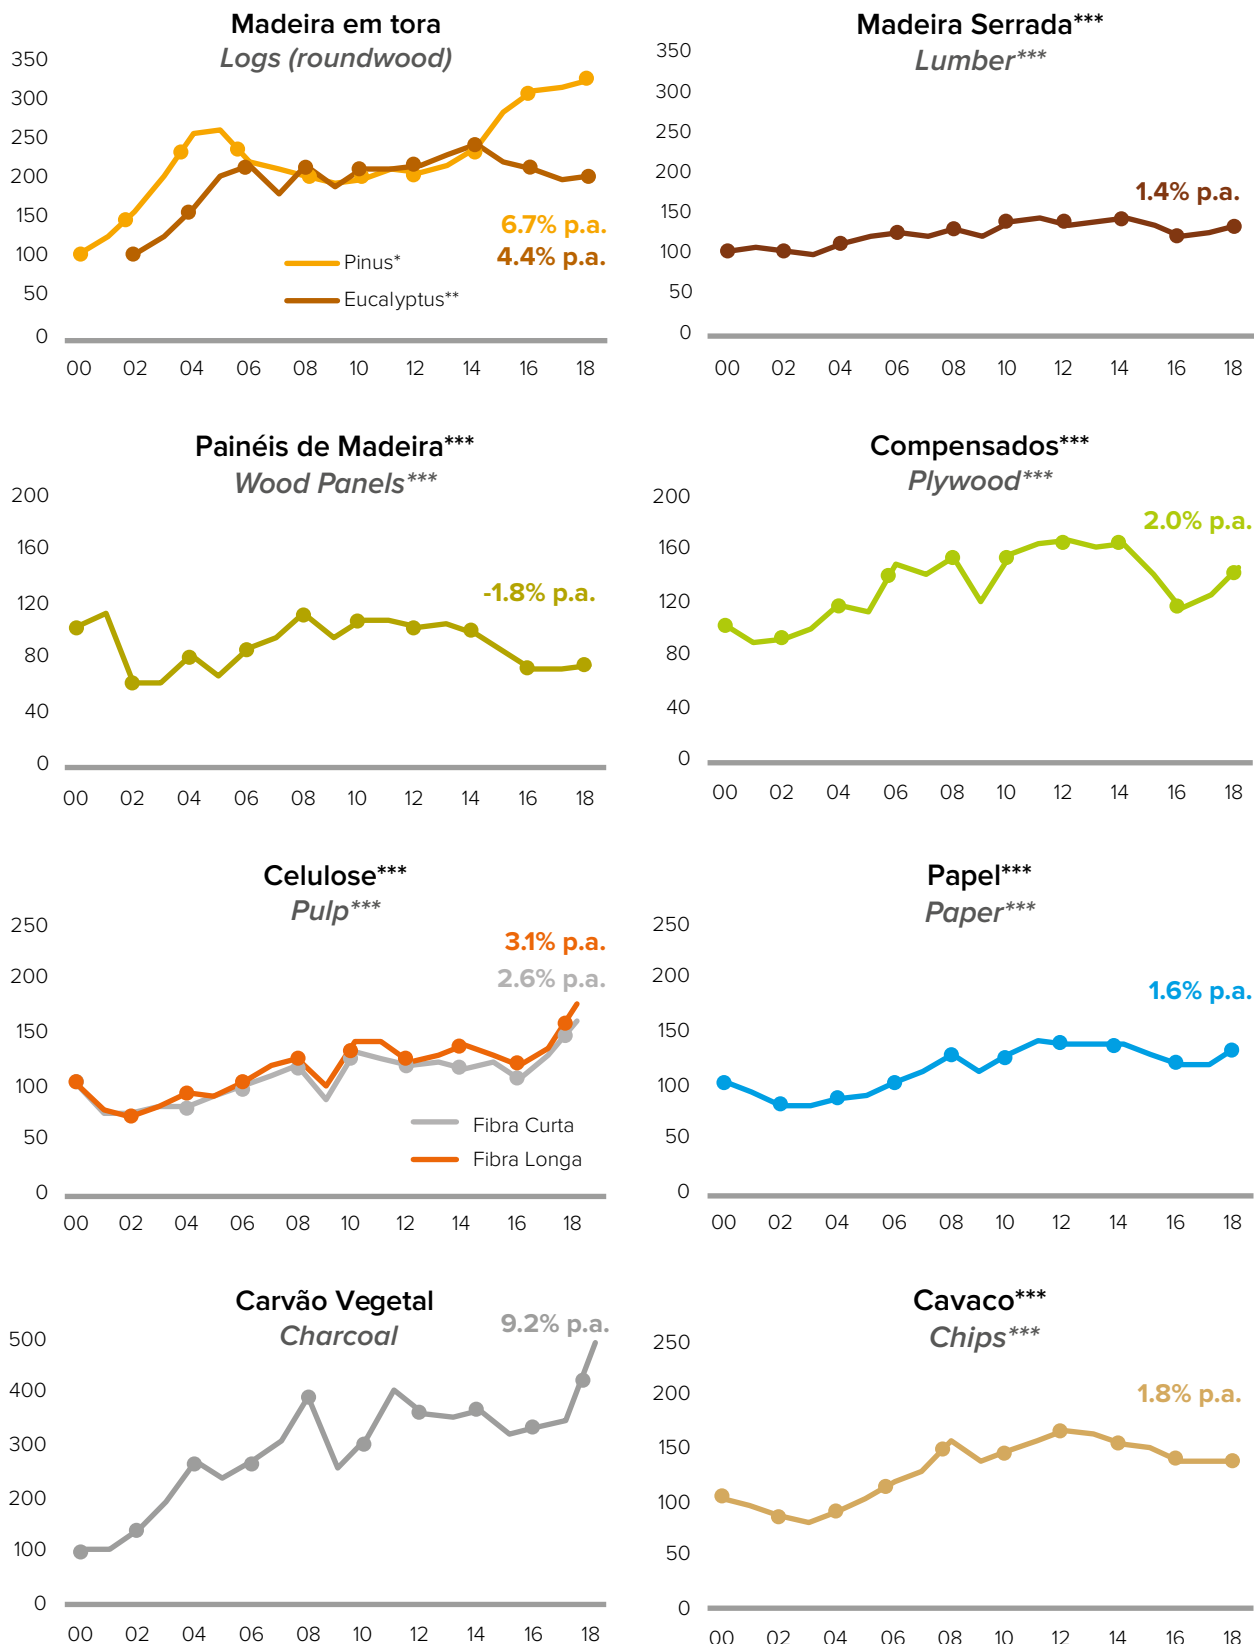 Madeira em tora
Logs (roundwood)
350
300
250
200
150
100
50
0
6.7% p.a.
4.4% p.a.
Pinus*
Eucalyptus**
00 02 04 06 08 10 12 14 16 18
Madeira Serrada***
Lumber***
350
300
250
200
150
100
50
0
1.4% p.a.
00 02 04 06 08 10 12 14 16 18
Painéis de Madeira***
Wood Panels***
200
160
120
80
40
0
-1.8% p.a.
00 02 04 06 08 10 12 14 16 18
Compensados***
Plywood***
200
160
120
80
40
0
2.0% p.a.
00 02 04 06 08 10 12 14 16 18
Celulose***
Pulp***
250
200
150
100
50
0
3.1% p.a.
2.6% p.a.
Fibra Curta
Fibra Longa
00 02 04 06 08 10 12 14 16 18
Papel***
Paper***
250
200
150
100
50
0
1.6% p.a.
00 02 04 06 08 10 12 14 16 18
Carvão Vegetal
Charcoal
500
400
300
200
100
0
9.2% p.a.
00 02 04 06 08 10 12 14 16 18
Cavaco***
Chips***
250
200
150
100
50
0
1.8% p.a.
00 02 04 06 08 10 12 14 16 18